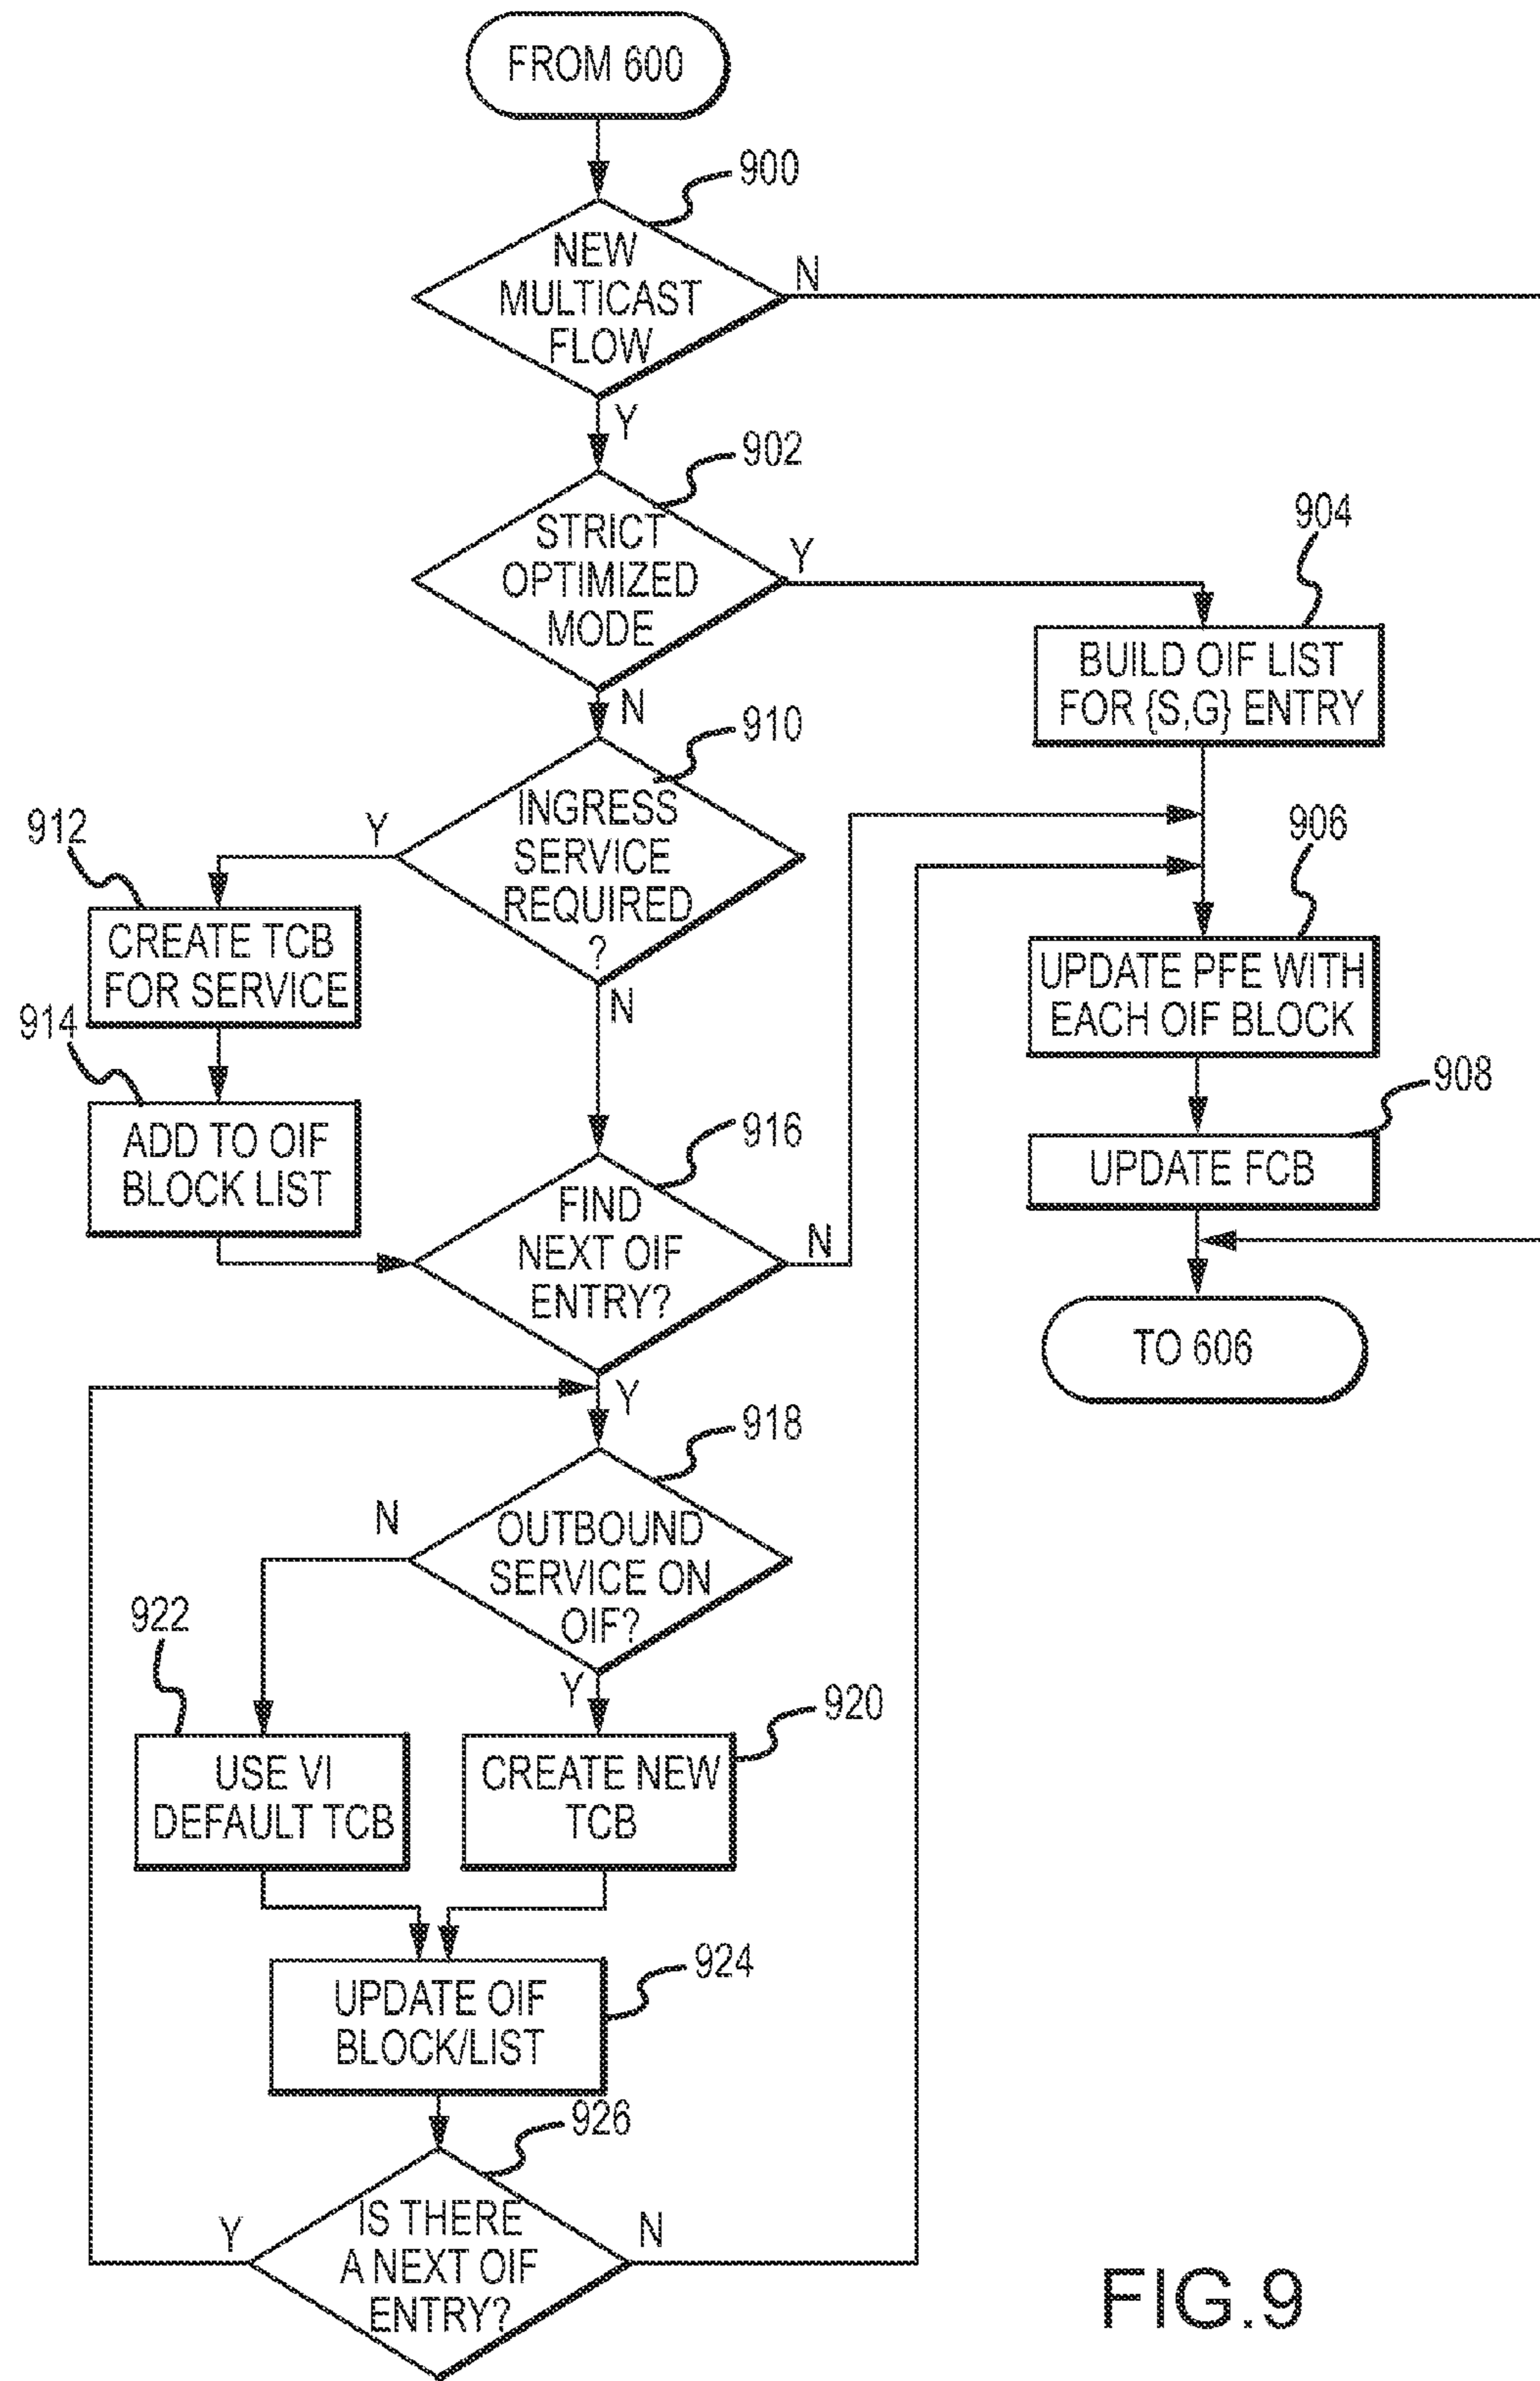 FROM 600
900
NEW
MULTICAST
FLOW
N
Y
902
STRICT
OPTIMIZED
MODE
Y
N
904
BUILD OIF LIST
FOR {S,G} ENTRY
910
INGRESS
SERVICE
REQUIRED
?
Y
N
912
CREATE TCB
FOR SERVICE
914
ADD TO OIF
BLOCK LIST
906
UPDATE PFE WITH
EACH OIF BLOCK
908
UPDATE FCB
TO 606
916
FIND
NEXT OIF
ENTRY?
N
Y
918
OUTBOUND
SERVICE ON
OIF?
N
Y
922
USE VI
DEFAULT TCB
920
CREATE NEW
TCB
924
UPDATE OIF
BLOCK/LIST
926
IS THERE
A NEXT OIF
ENTRY?
Y
N
FIG.9